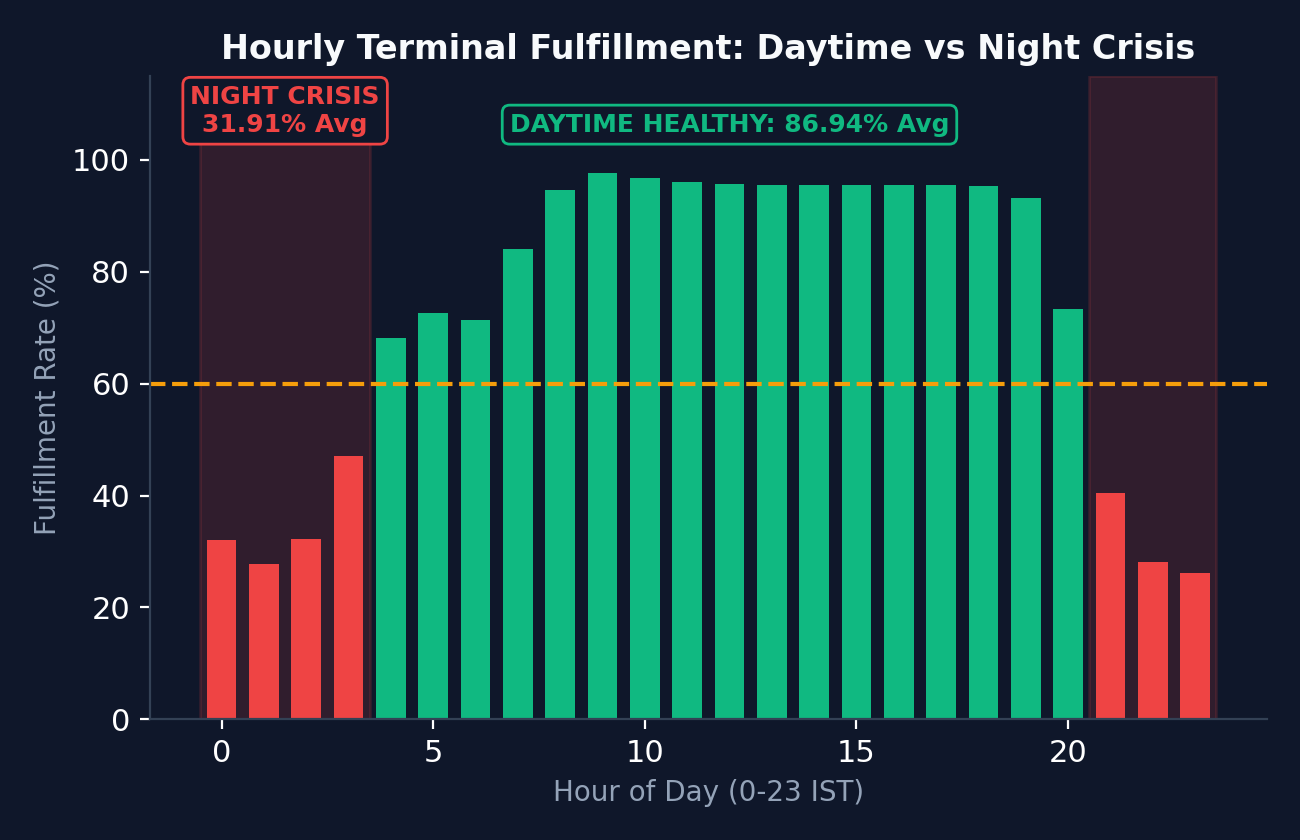 Hourly Terminal Fulfillment: Daytime vs Night Crisis
NIGHT CRISIS
31.91% Avg
DAYTIME HEALTHY: 86.94% Avg
100
80
60
40
20
0
Fulfillment Rate (%)
0 5 10 15 20
Hour of Day (0-23 IST)